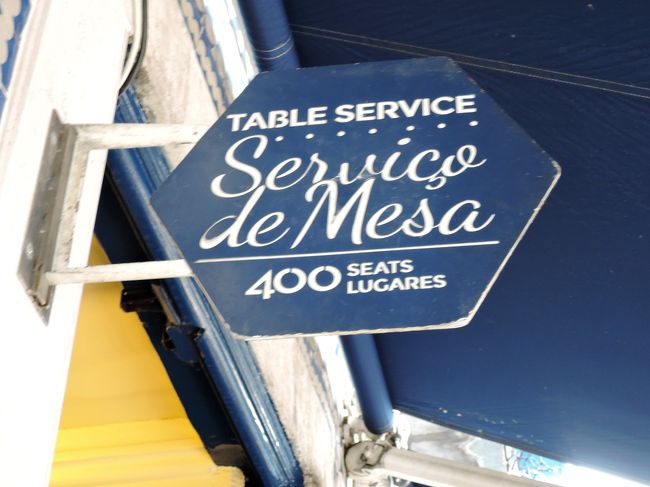 TABLE SERVICE
Serviço
de Mesa
400 SEATS
LUGARES